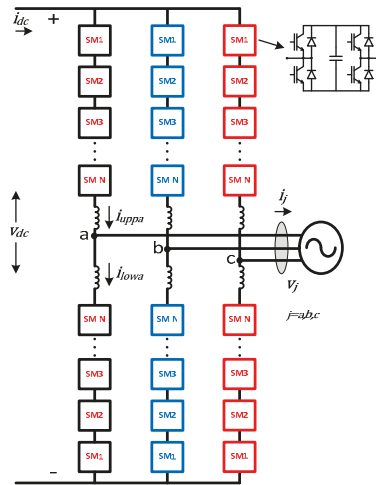 i_dc +
SM1 SM1 SM1
SM2 SM2 SM2
SM3 SM3 SM3
SM N SM N SM N
i_uppa
i_j
v_dc
a
b
c
i_lowa
v_j
j=a,b,c
SM N SM N SM N
SM3 SM3 SM3
SM2 SM2 SM2
SM1 SM1 SM1
–